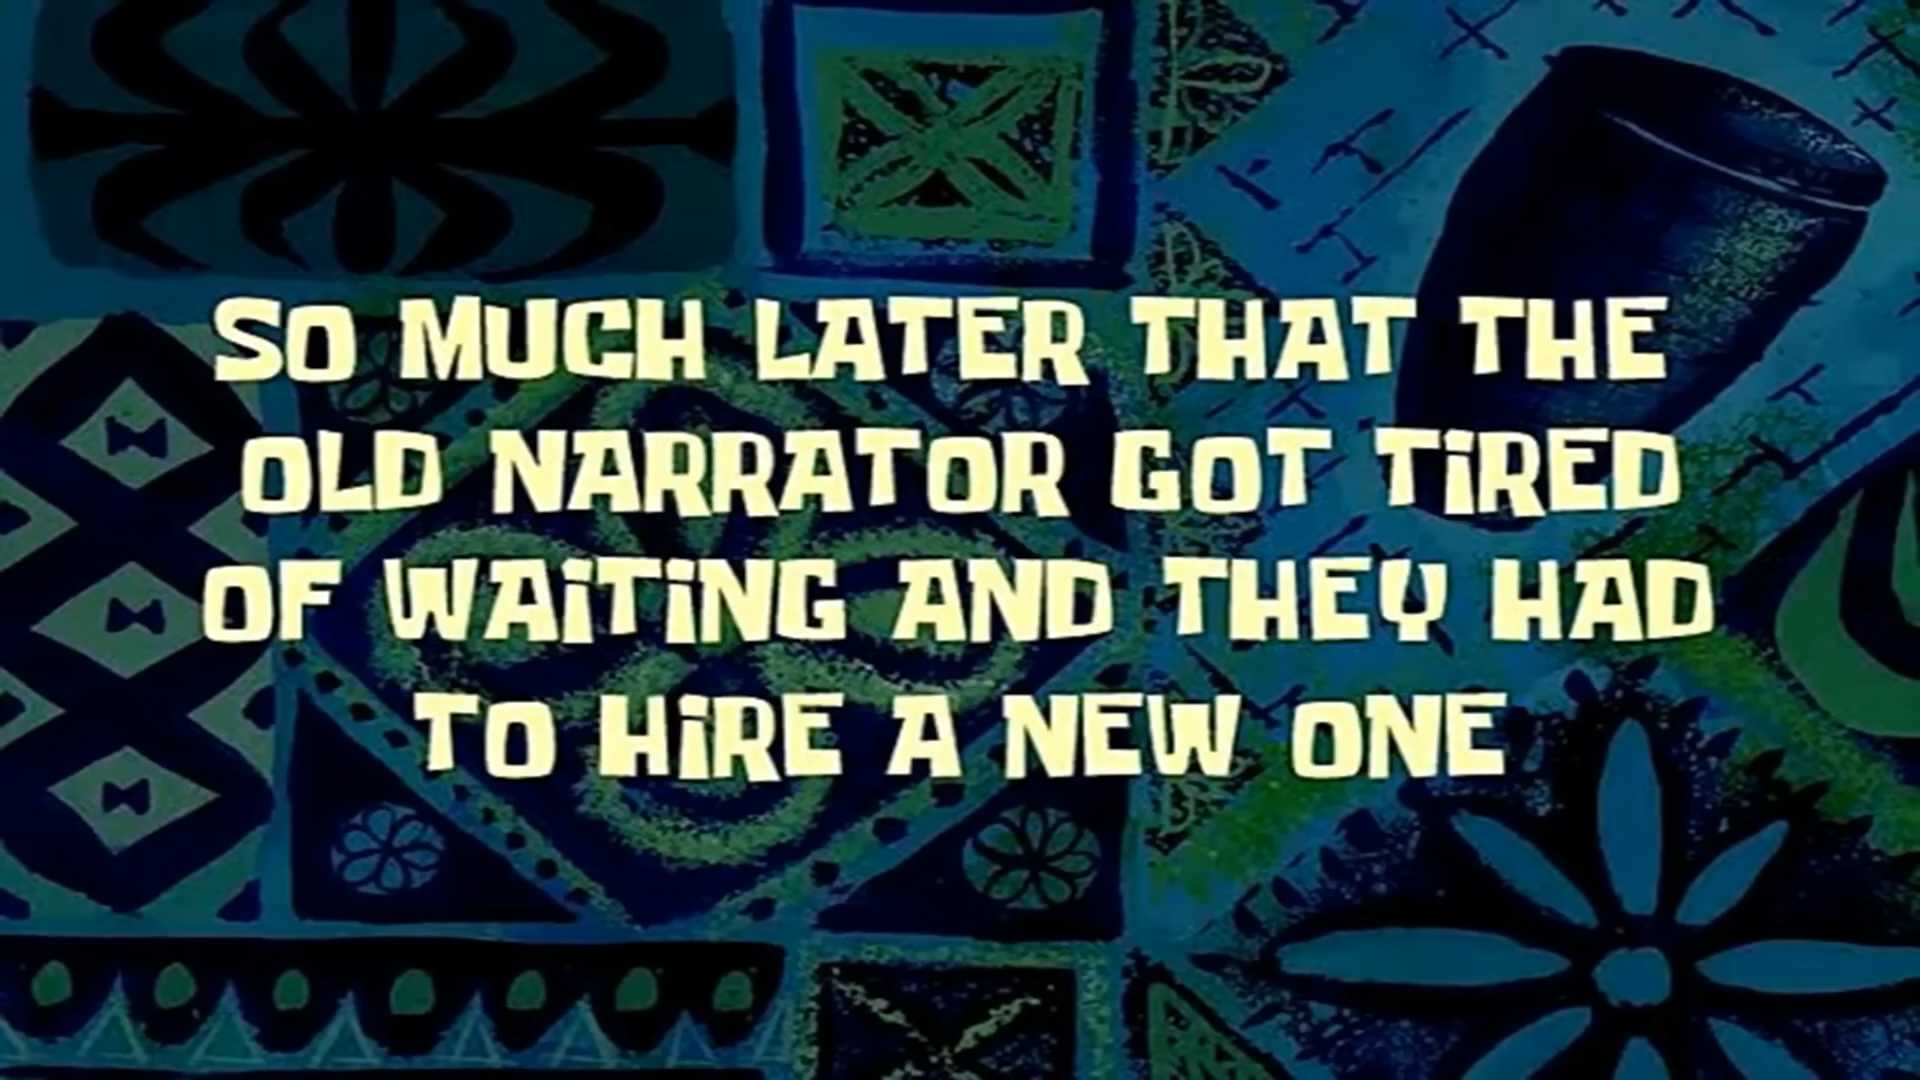 SO MUCH LATER THAT THE
OLD NARRATOR GOT TiRED
OF WAiTiNG AND THEY HAD
TO HiRE A NEW ONE